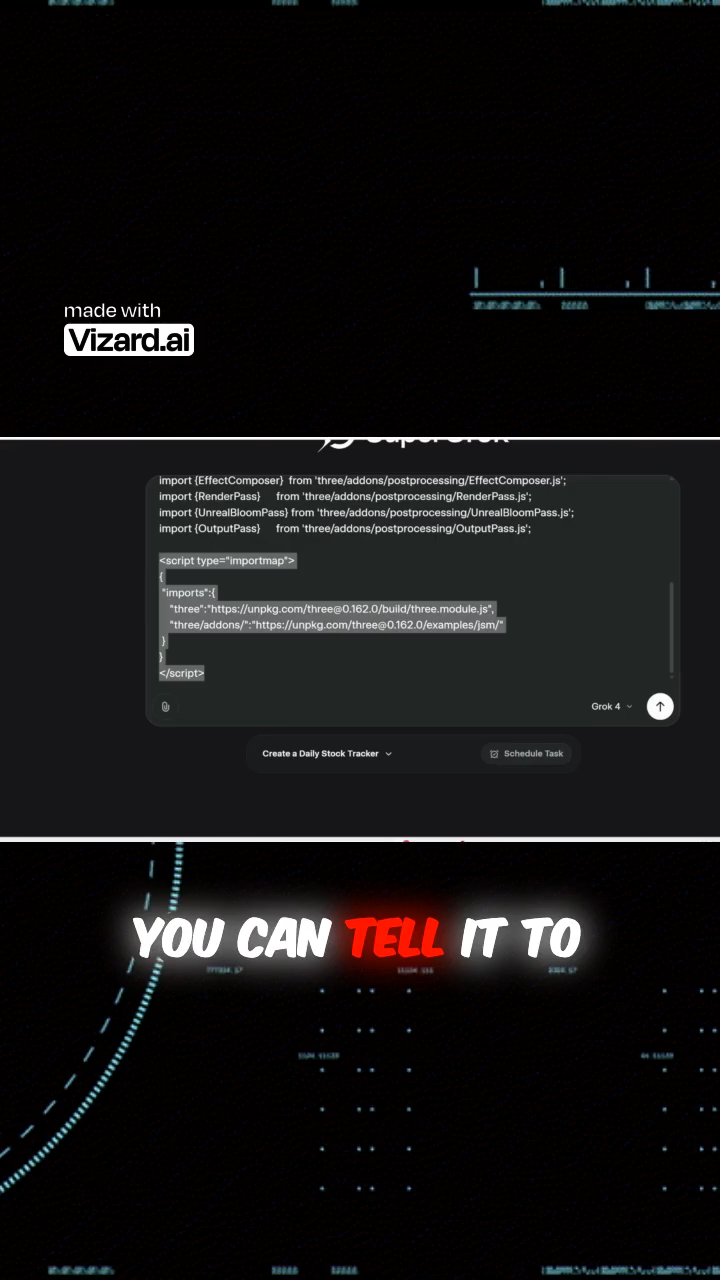 made with
Vizard.ai
SuperGrok
import {EffectComposer} from 'three/addons/postprocessing/EffectComposer.js';
import {RenderPass} from 'three/addons/postprocessing/RenderPass.js';
import {UnrealBloomPass} from 'three/addons/postprocessing/UnrealBloomPass.js';
import {OutputPass} from 'three/addons/postprocessing/OutputPass.js';
<script type="importmap">
{
"imports":{
"three":"https://unpkg.com/three@0.162.0/build/three.module.js",
"three/addons/":"https://unpkg.com/three@0.162.0/examples/jsm/"
}
}
</script>
Grok 4
Create a Daily Stock Tracker
Schedule Task
YOU CAN TELL IT TO